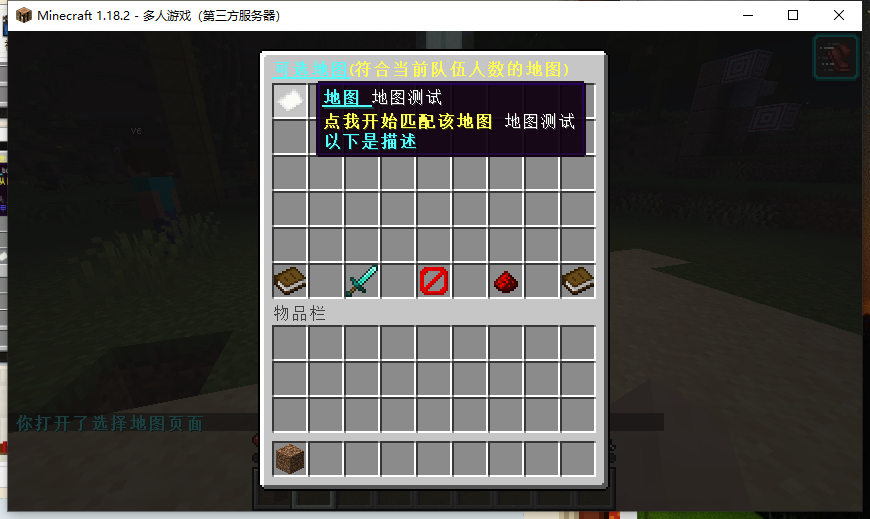 Minecraft 1.18.2 - 多人游戏（第三方服务器）
可选地图(符合当前队伍人数的地图)
地图 地图测试
点我开始匹配该地图 地图测试
以下是描述
物品栏
你打开了选择地图页面